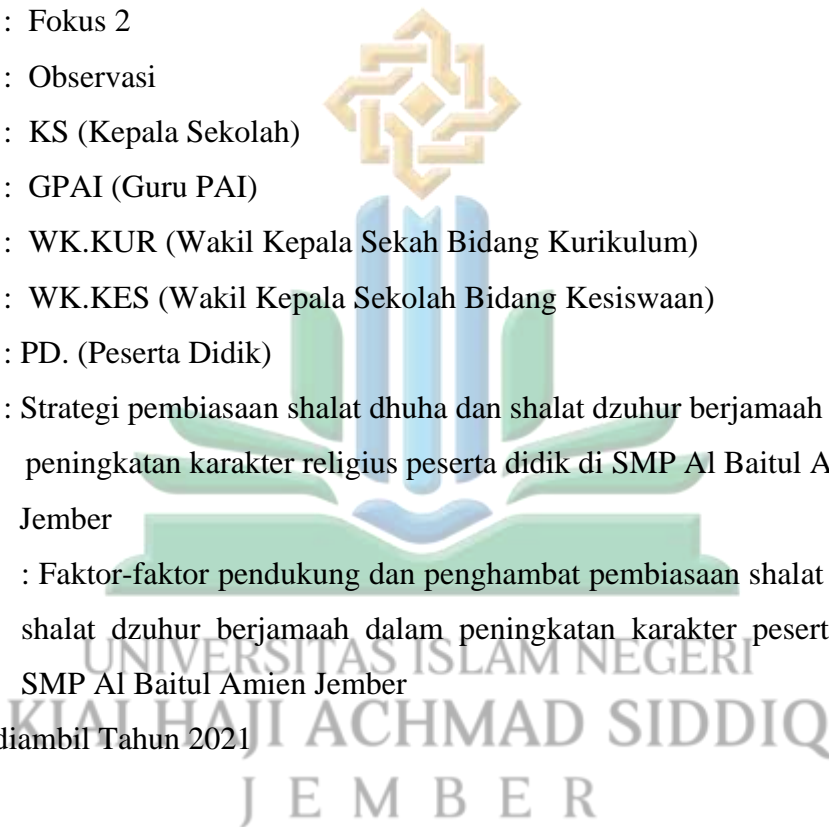 : Fokus 2
: Observasi
: KS (Kepala Sekolah)
: GPAI (Guru PAI)
: WK.KUR (Wakil Kepala Sekah Bidang Kurikulum)
: WK.KES (Wakil Kepala Sekolah Bidang Kesiswaan)
: PD. (Peserta Didik)
: Strategi pembiasaan shalat dhuha dan shalat dzuhur berjamaah
peningkatan karakter religius peserta didik di SMP Al Baitul A
Jember
: Faktor-faktor pendukung dan penghambat pembiasaan shalat
shalat dzuhur berjamaah dalam peningkatan karakter pesert
UNIVERSITAS ISLAM NEGERI
SMP Al Baitul Amien Jember
KIAI HAJI ACHMAD SIDDIQ
diambil Tahun 2021
JEMBER